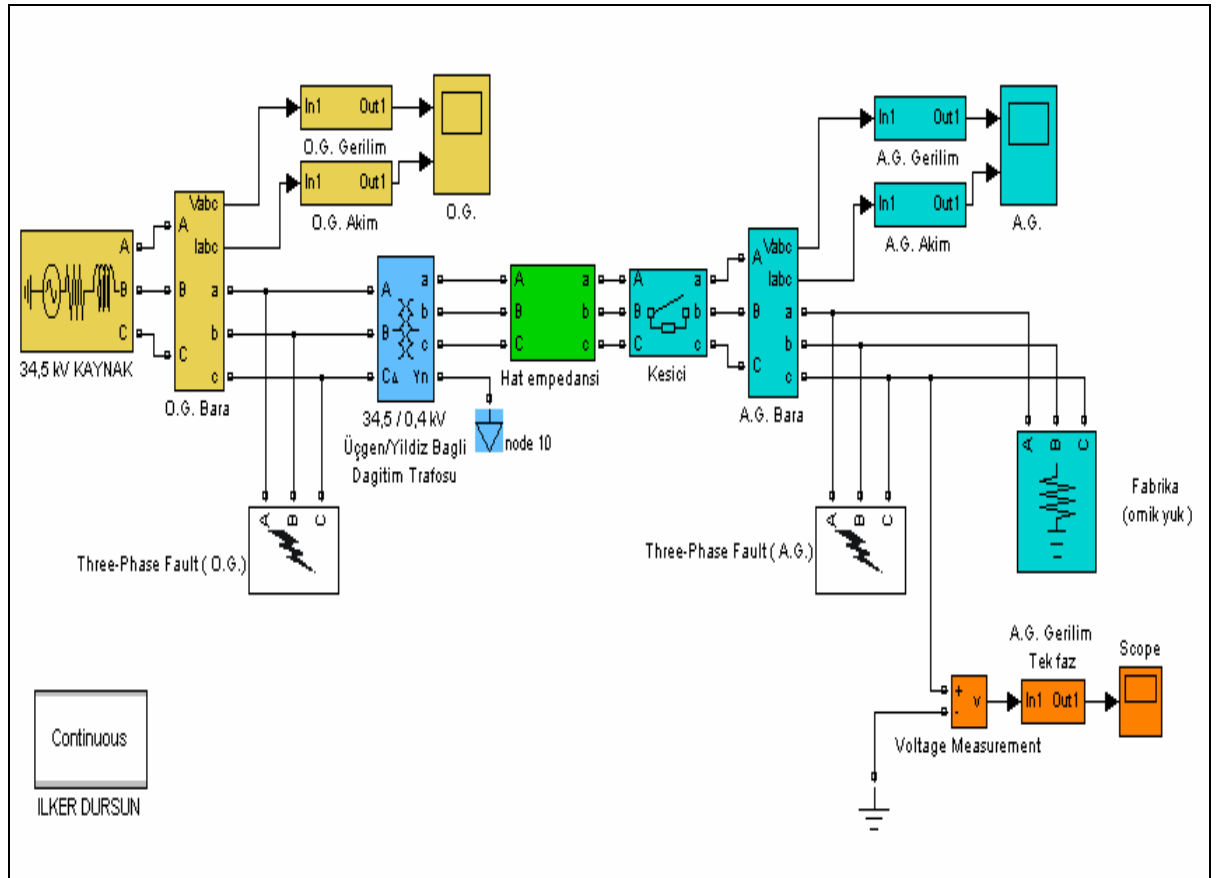 In1 Out1
O.G. Gerilim
In1 Out1
O.G. Akim
O.G.
In1 Out1
A.G. Gerilim
In1 Out1
A.G. Akim
A.G.
A
B
C
34,5 kV KAYNAK
Vabc
A
Iabc
B
a
b
C
c
O.G. Bara
A
a
b
B
c
C
Yn
34,5 / 0,4 kV
Üçgen/Yildiz Bagli
Dagitim Trafosu
node 10
A
a
B
b
C
c
Hat empedansi
A
a
B
b
C
c
Kesici
Vabc
A
Iabc
B
a
b
C
c
A.G. Bara
A B C
Fabrika
(omik yuk)
A B C
Three-Phase Fault ( O.G.)
A B C
Three-Phase Fault ( A.G.)
A.G. Gerilim
Tek faz
Scope
+
-
v
In1 Out1
Voltage Measurement
Continuous
ILKER DURSUN